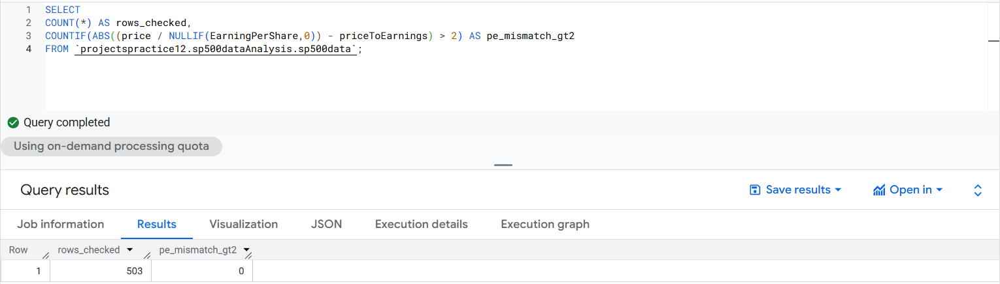 1 SELECT
2 COUNT(*) AS rows_checked,
3 COUNTIF(ABS((price / NULLIF(EarningPerShare,0)) - priceToEarnings) > 2) AS pe_mismatch_gt2
4 FROM `projectspractice12.sp500dataAnalysis.sp500data`;
Query completed
Using on-demand processing quota
Query results Save results Open in
Job information Results Visualization JSON Execution details Execution graph
Row rows_checked pe_mismatch_gt2
1 503 0